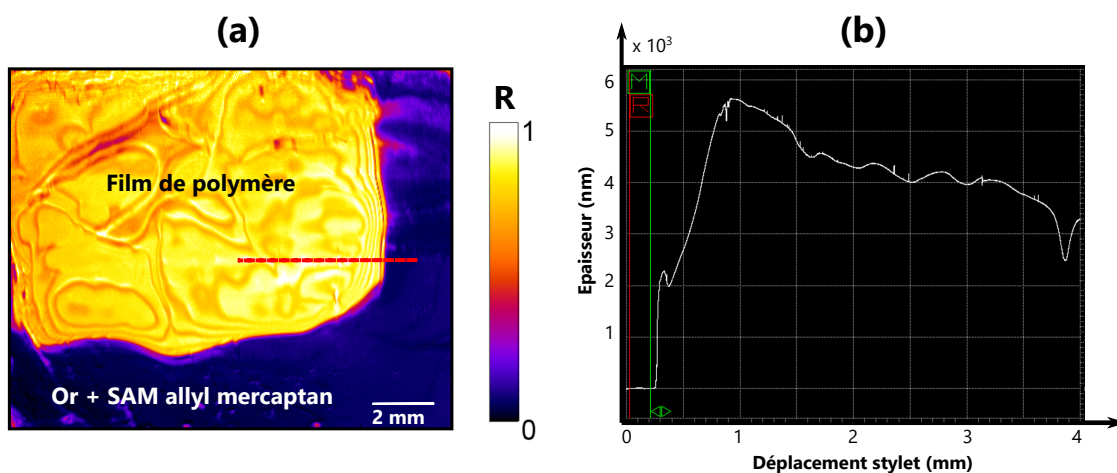 (a)
(b)
Film de polymère
Or + SAM allyl mercaptan
2 mm
R
1
0
x 10³
Epaisseur (nm)
6
5
4
3
2
1
M
R
0
1
2
3
4
Déplacement stylet (mm)